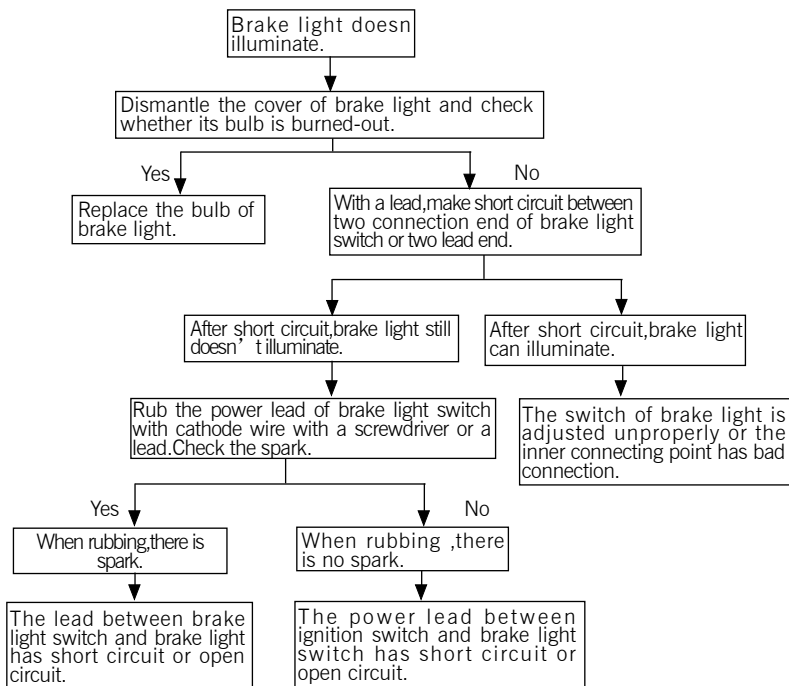 Brake light doesn
illuminate.
Dismantle the cover of brake light and check
whether its bulb is burned-out.
Yes
No
Replace the bulb of
brake light.
With a lead,make short circuit between
two connection end of brake light
switch or two lead end.
After short circuit,brake light still
doesn’t illuminate.
After short circuit,brake light
can illuminate.
Rub the power lead of brake light switch
with cathode wire with a screwdriver or a
lead.Check the spark.
The switch of brake light is
adjusted unproperly or the
inner connecting point has bad
connection.
Yes
No
When rubbing,there is
spark.
When rubbing ,there
is no spark.
The lead between brake
light switch and brake light
has short circuit or open
circuit.
The power lead between
ignition switch and brake light
switch has short circuit or
open circuit.